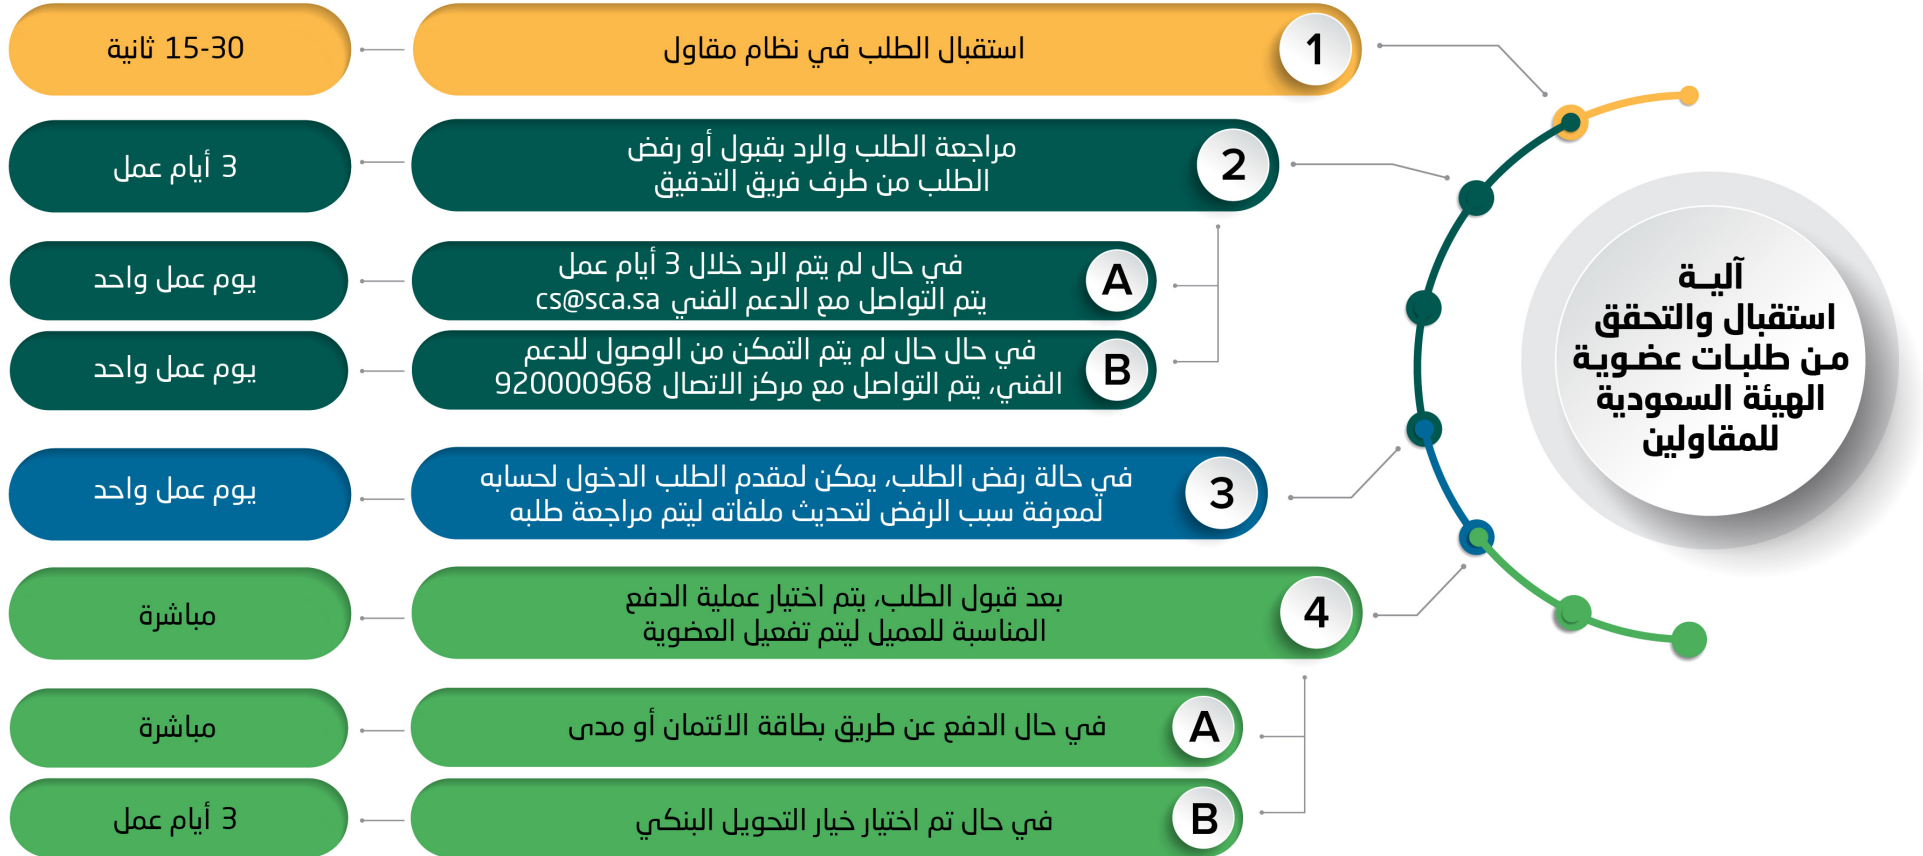 آليـــة
استقبال والتحقق
مـن طلبـات عضـويـة
الهيئة السعودية
للمقاولين
1
استقبال الطلب في نظام مقاول
15-30 ثانية
2
مراجعة الطلب والرد بقبول أو رفض
الطلب من طرف فريق التدقيق
3 أيام عمل
A
في حال لم يتم الرد خلال 3 أيام عمل
يتم التواصل مع الدعم الفني cs@sca.sa
يوم عمل واحد
B
في حال حال لم يتم التمكن من الوصول للدعم
الفني، يتم التواصل مع مركز الاتصال 920000968
يوم عمل واحد
3
في حالة رفض الطلب، يمكن لمقدم الطلب الدخول لحسابه
لمعرفة سبب الرفض لتحديث ملفاته ليتم مراجعة طلبه
يوم عمل واحد
4
بعد قبول الطلب، يتم اختيار عملية الدفع
المناسبة للعميل ليتم تفعيل العضوية
مباشرة
A
في حال الدفع عن طريق بطاقة الائتمان أو مدى
مباشرة
B
في حال تم اختيار خيار التحويل البنكي
3 أيام عمل